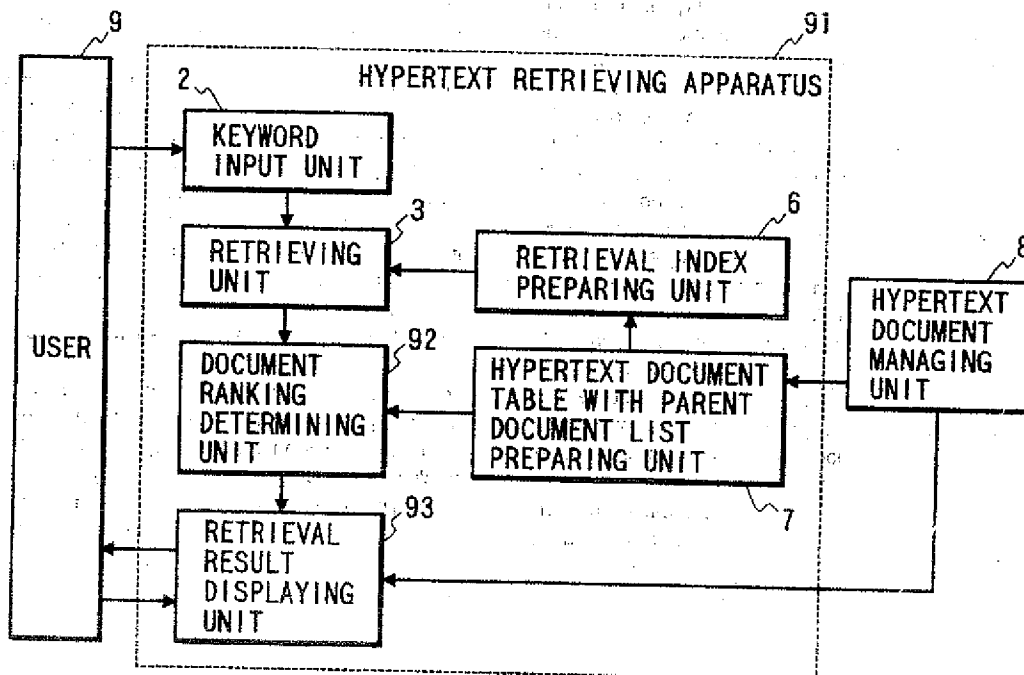 9
91
HYPERTEXT RETRIEVING APPARATUS
2
KEYWORD
INPUT UNIT
3
RETRIEVING
UNIT
6
RETRIEVAL INDEX
PREPARING UNIT
8
HYPERTEXT
DOCUMENT
MANAGING
UNIT
USER
92
DOCUMENT
RANKING
DETERMINING
UNIT
HYPERTEXT DOCUMENT
TABLE WITH PARENT
DOCUMENT LIST
PREPARING UNIT
7
93
RETRIEVAL
RESULT
DISPLAYING
UNIT